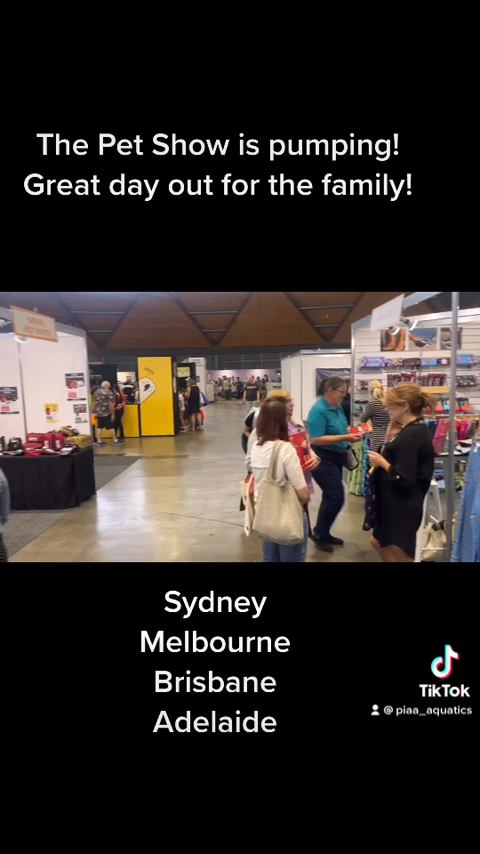 The Pet Show is pumping!
Great day out for the family!
Sydney
Melbourne
Brisbane
Adelaide
TikTok
@ piaa_aquatics